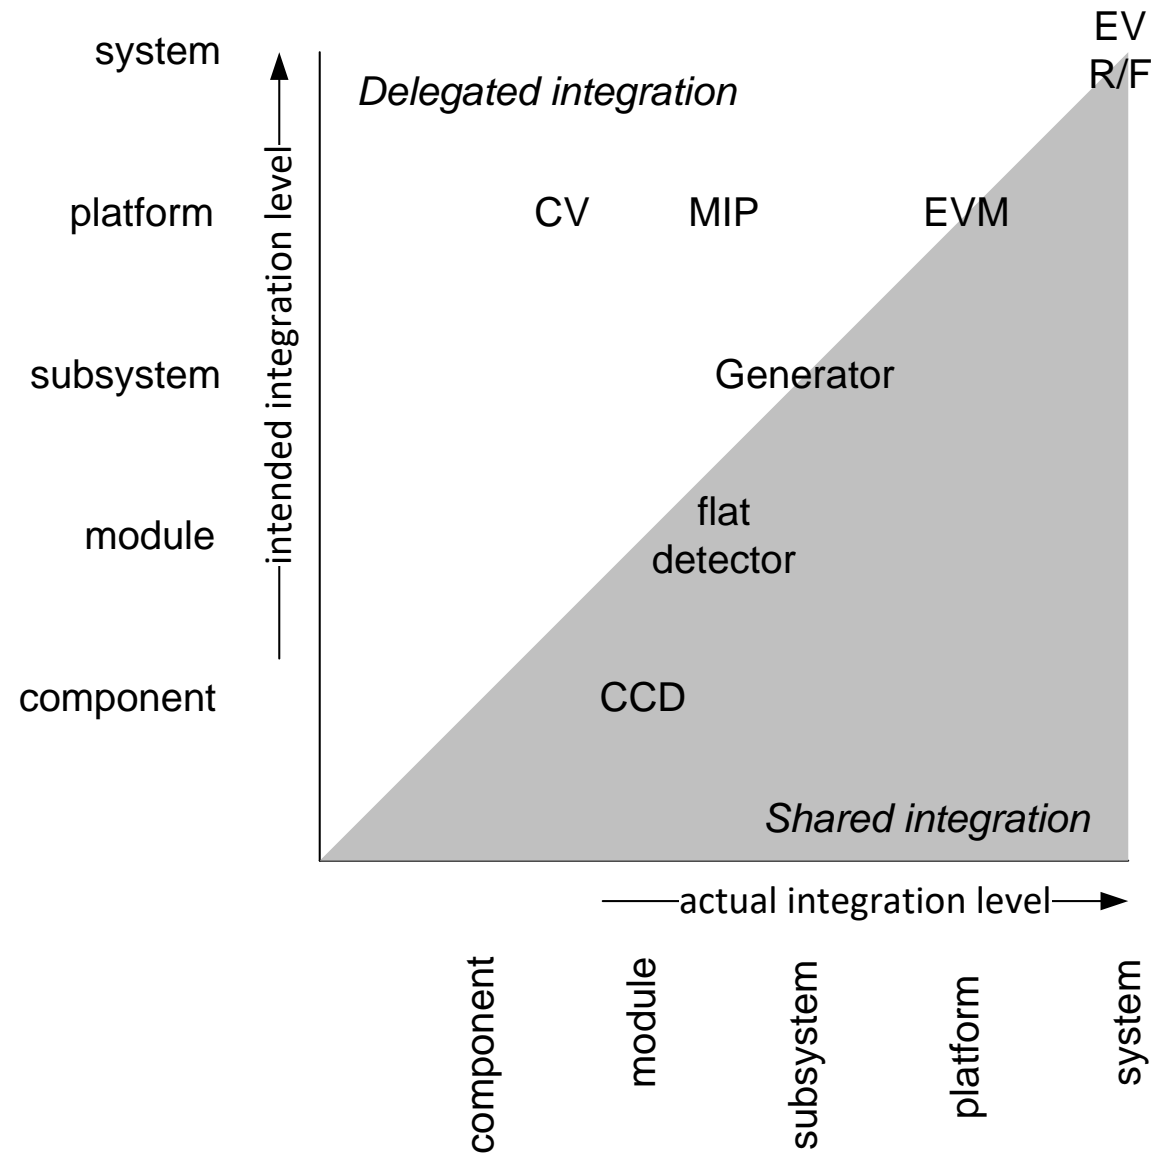 EV
R/F
system
Delegated integration
platform
CV
MIP
EVM
intended integration level
subsystem
Generator
module
flat
detector
component
CCD
Shared integration
actual integration level
component
module
subsystem
platform
system